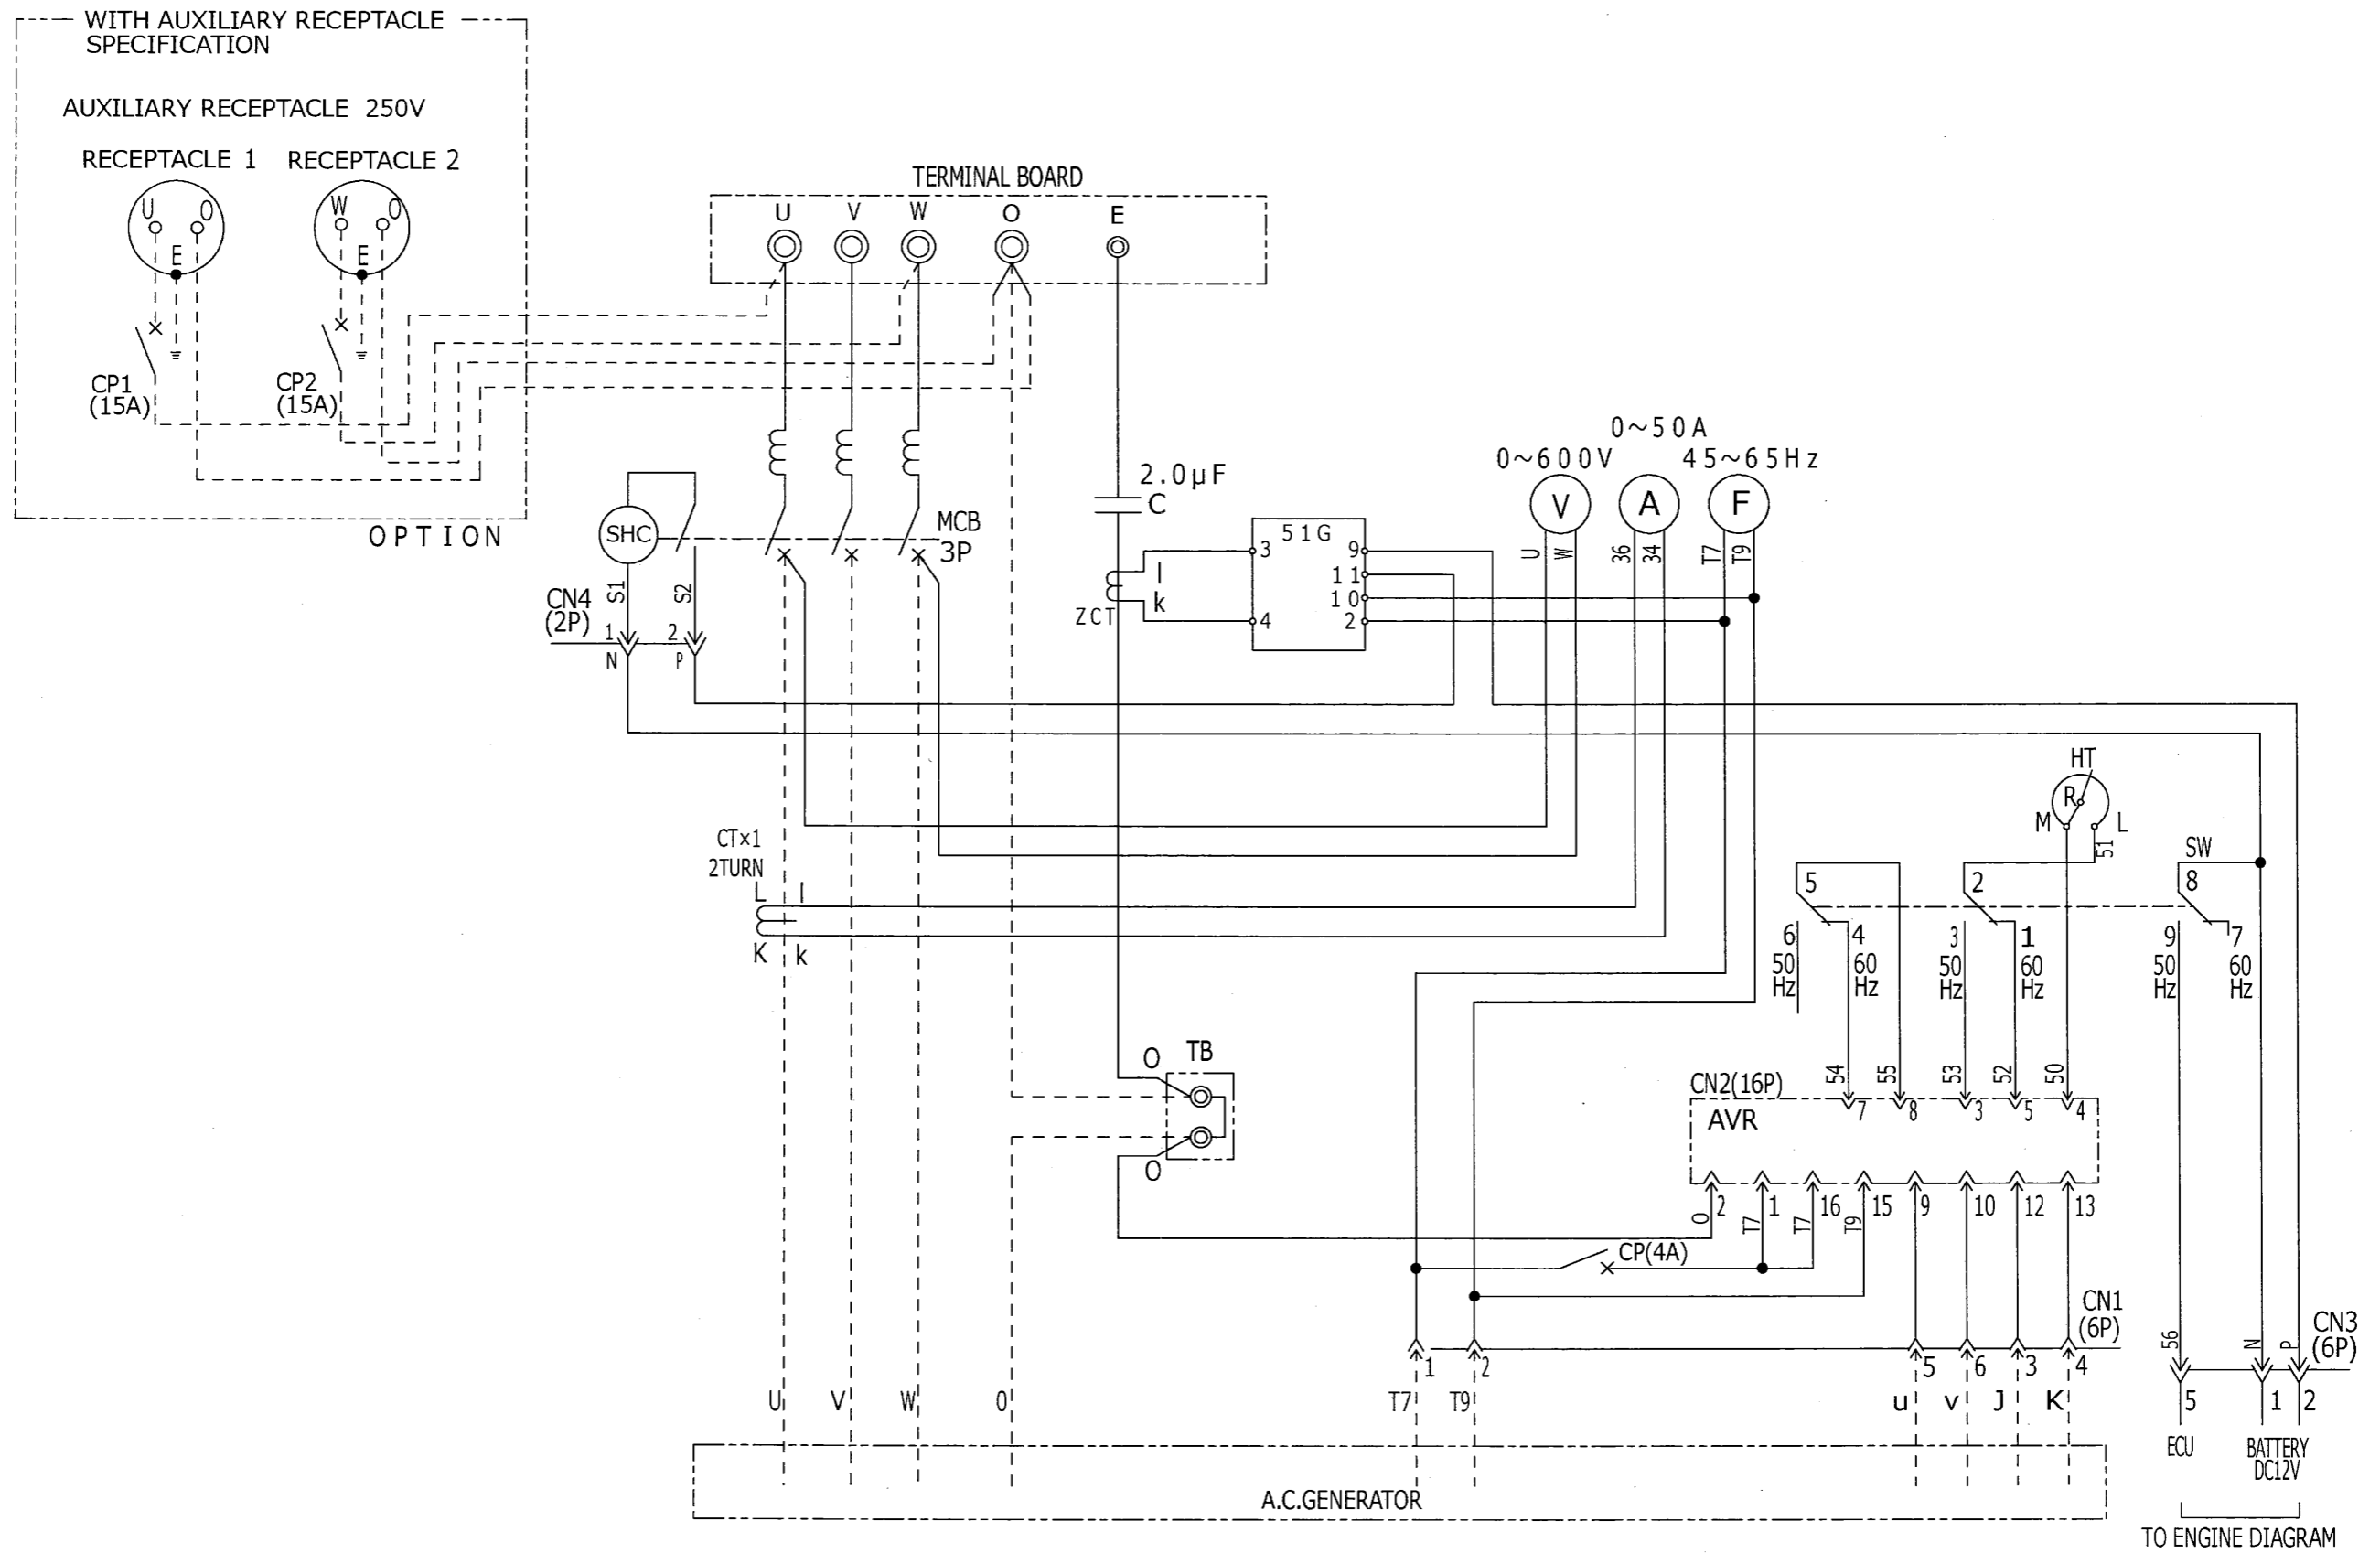 WITH AUXILIARY RECEPTACLE
SPECIFICATION
AUXILIARY RECEPTACLE 250V
RECEPTACLE 1
RECEPTACLE 2
U
O
E
W
O
E
CP1
(15A)
CP2
(15A)
OPTION
TERMINAL BOARD
U
V
W
O
E
2.0μF
C
MCB
3P
SHC
S1
S2
CN4
(2P)
1
2
N
P
ZCT
l
k
51G
3
4
9
11
10
2
0~600V
0~50A
45~65Hz
V
A
F
U
W
36
34
T7
T9
CT×1
2TURN
L
l
K
k
HT
R
M
L
51
SW
5
2
8
6
50
Hz
4
60
Hz
3
50
Hz
1
60
Hz
9
50
Hz
7
60
Hz
O
TB
O
54
55
53
52
50
CN2(16P)
AVR
7
8
3
5
4
O
2
T7
1
T7
16
T9
15
9
10
12
13
CP(4A)
CN1
(6P)
1
2
5
6
3
4
U
V
W
O
T7
T9
u
v
J
K
56
N
P
CN3
(6P)
5
1
2
ECU
BATTERY
DC12V
A.C.GENERATOR
TO ENGINE DIAGRAM